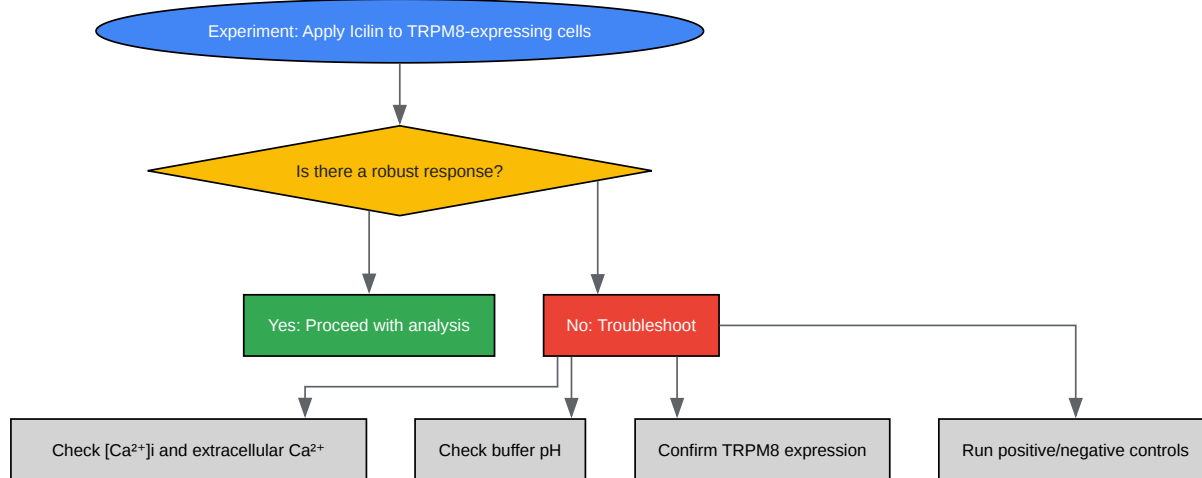 Experiment: Apply Icilin to TRPM8-expressing cells
Is there a robust response?
Yes: Proceed with analysis
No: Troubleshoot
Check [Ca²⁺]i and extracellular Ca²⁺
Check buffer pH
Confirm TRPM8 expression
Run positive/negative controls